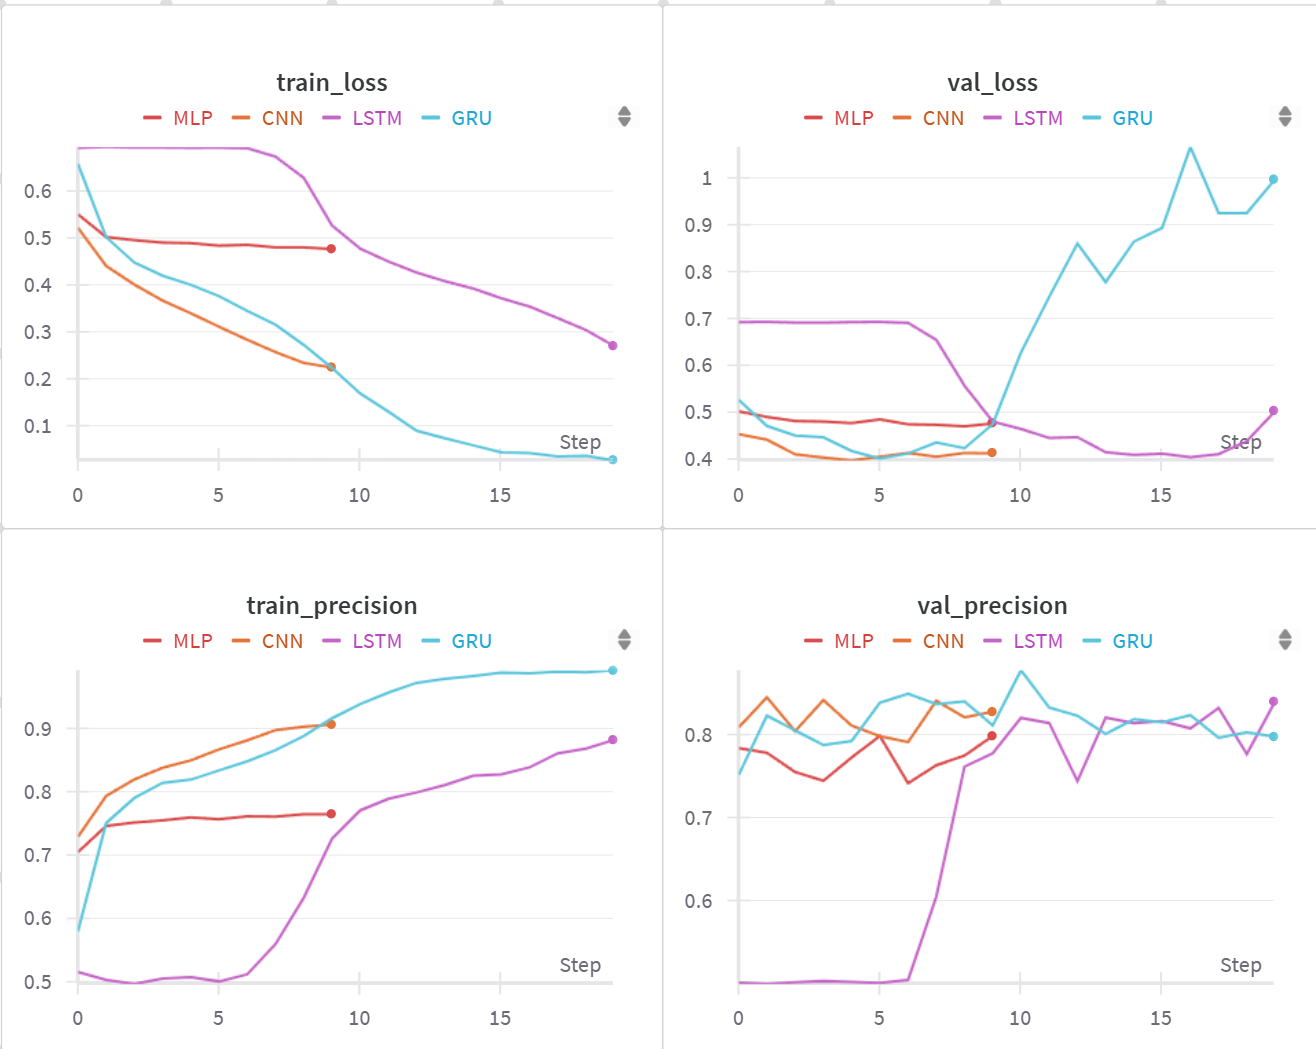 train_loss
MLP CNN LSTM GRU
0.6
0.5
0.4
0.3
0.2
0.1
Step
0 5 10 15
val_loss
MLP CNN LSTM GRU
1
0.9
0.8
0.7
0.6
0.5
0.4
Step
0 5 10 15
train_precision
MLP CNN LSTM GRU
0.9
0.8
0.7
0.6
0.5
Step
0 5 10 15
val_precision
MLP CNN LSTM GRU
0.8
0.7
0.6
Step
0 5 10 15